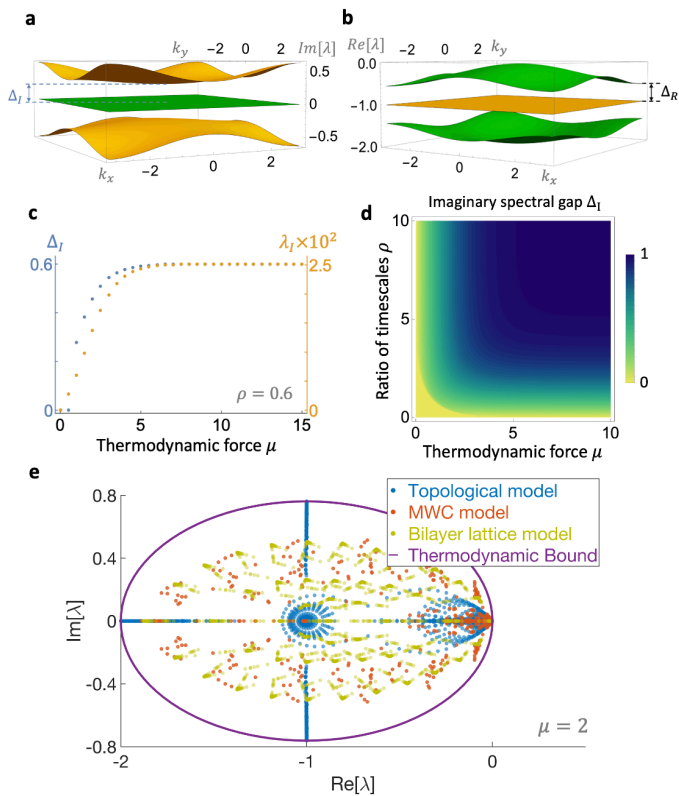 a
k_y
−2
0
2
Im[λ]
0.5
0
−0.5
Δ_I
k_x
−2
0
2
b
Re[λ]
−2
0
2
k_y
0.0
−1.0
−2.0
Δ_R
−2
0
2
k_x
c
Δ_I
λ_I×10²
0.6
2.5
0
0
ρ = 0.6
0
5
10
15
Thermodynamic force μ
d
Imaginary spectral gap Δ_I
Ratio of timescales ρ
10
5
0
0
5
10
Thermodynamic force μ
1
0
e
Topological model
MWC model
Bilayer lattice model
Thermodynamic Bound
Im[λ]
0.8
0.4
0
-0.4
-0.8
-2
-1
0
Re[λ]
μ = 2